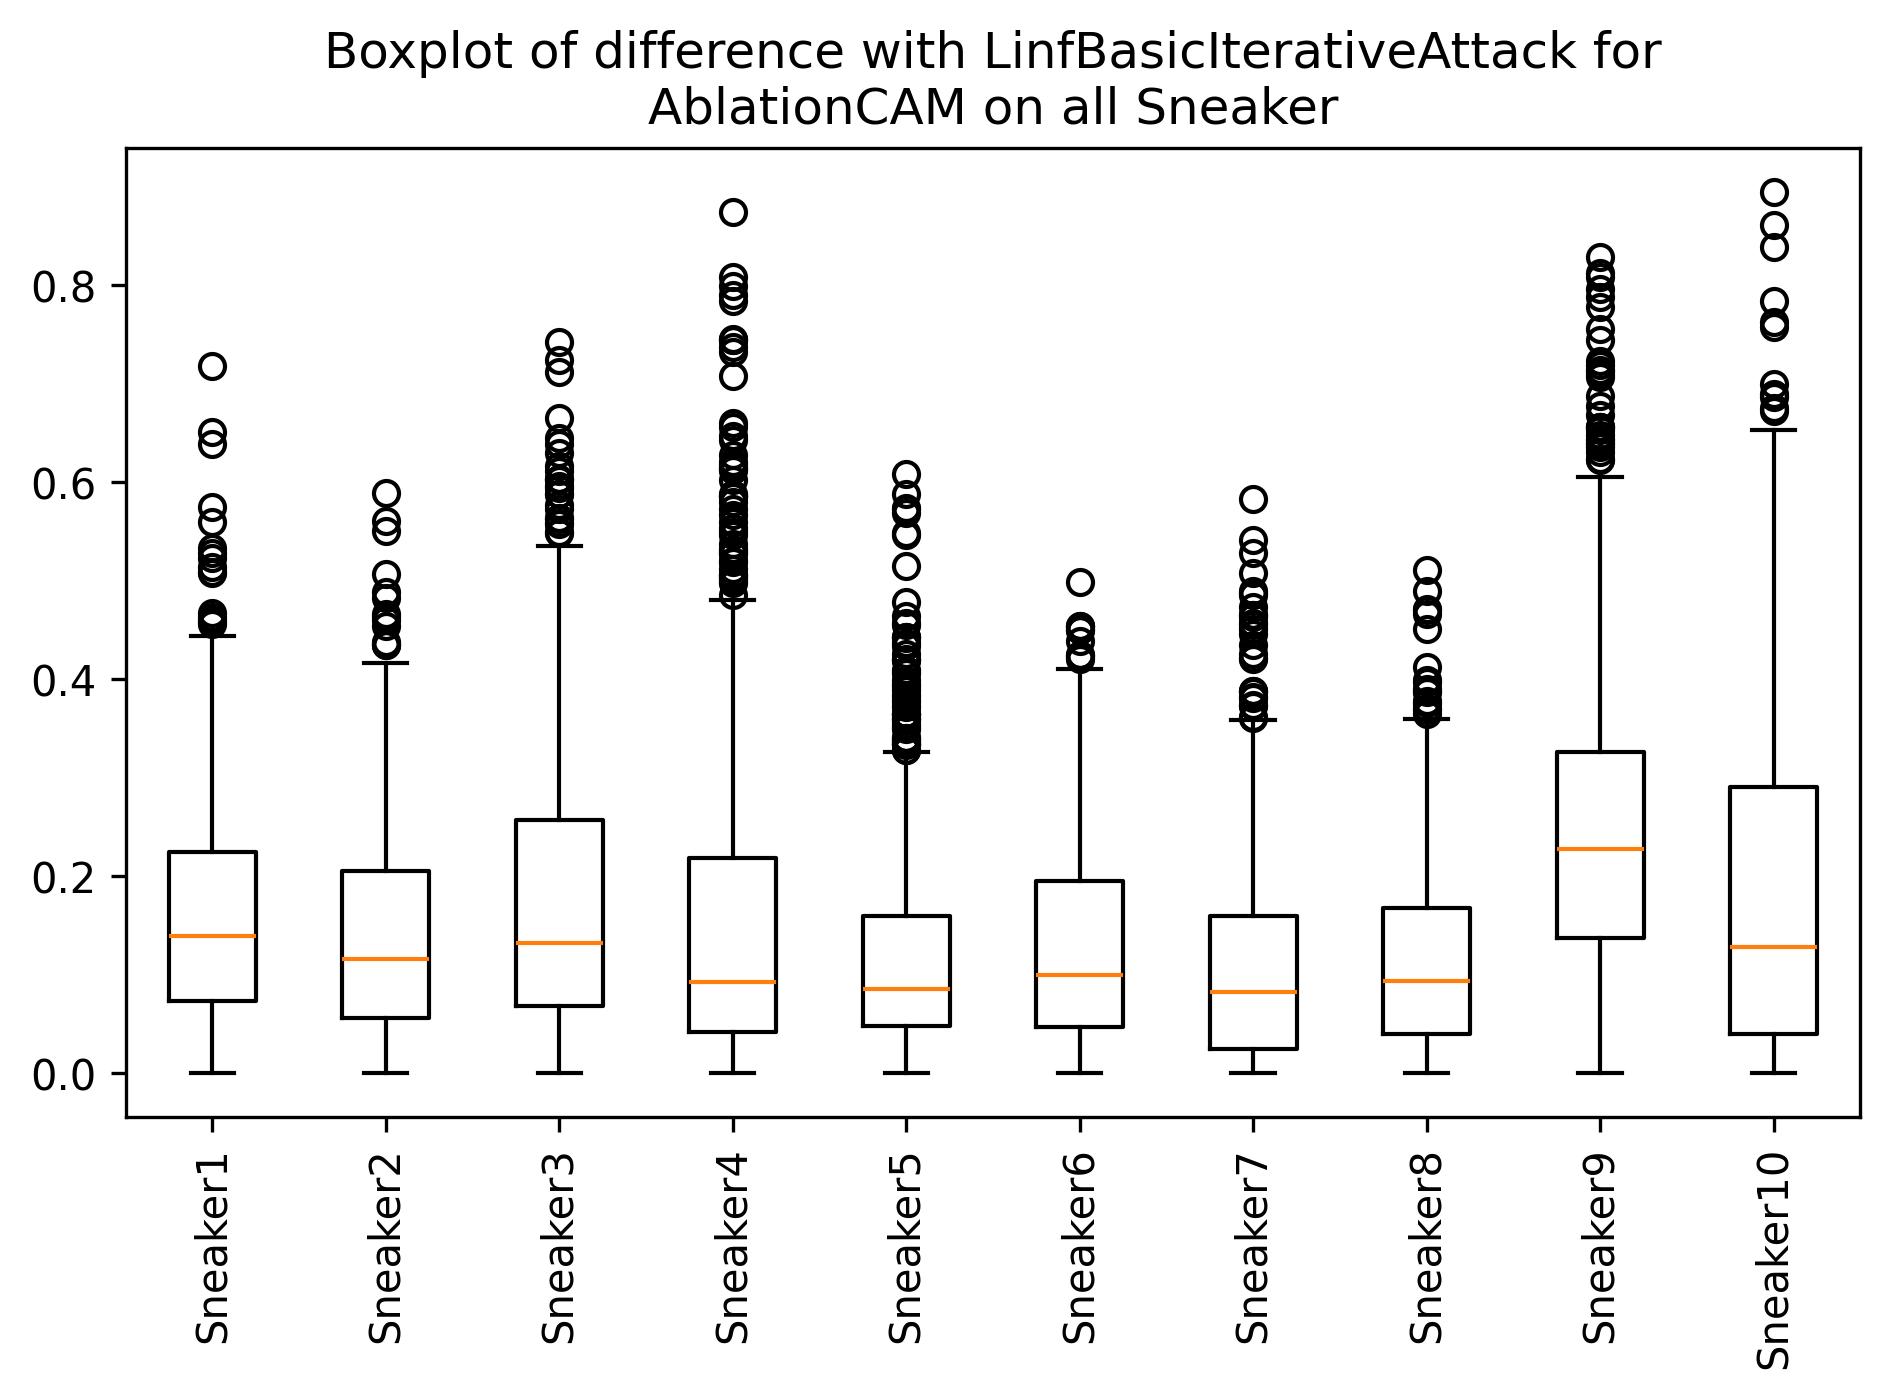 Boxplot of difference with LinfBasicIterativeAttack for
AblationCAM on all Sneaker
0.8
0.6
0.4
0.2
0.0
Sneaker1
Sneaker2
Sneaker3
Sneaker4
Sneaker5
Sneaker6
Sneaker7
Sneaker8
Sneaker9
Sneaker10